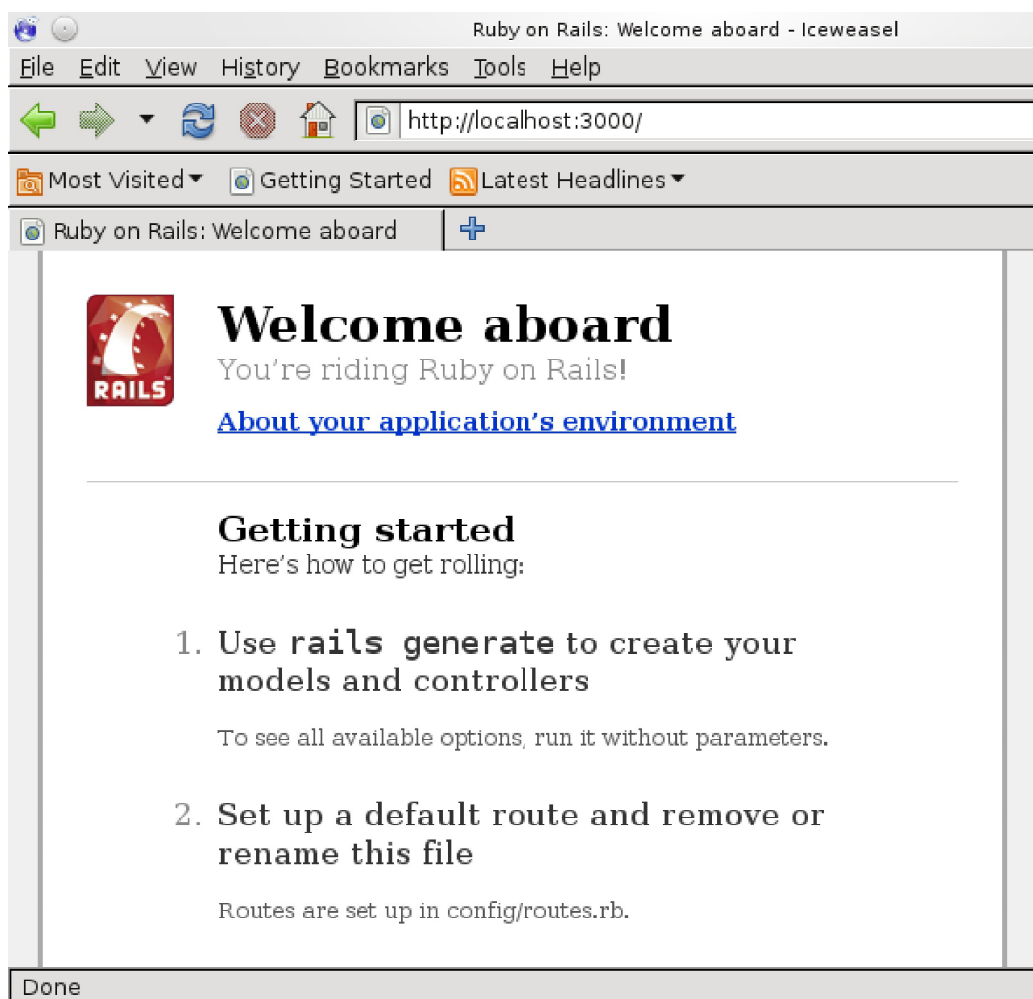 Ruby on Rails: Welcome aboard - Iceweasel
File Edit View History Bookmarks Tools Help
http://localhost:3000/
Most Visited Getting Started Latest Headlines
Ruby on Rails: Welcome aboard
RAILS
Welcome aboard
You’re riding Ruby on Rails!
About your application’s environment
Getting started
Here’s how to get rolling:
1. Use rails generate to create your
models and controllers
To see all available options, run it without parameters.
2. Set up a default route and remove or
rename this file
Routes are set up in config/routes.rb.
Done